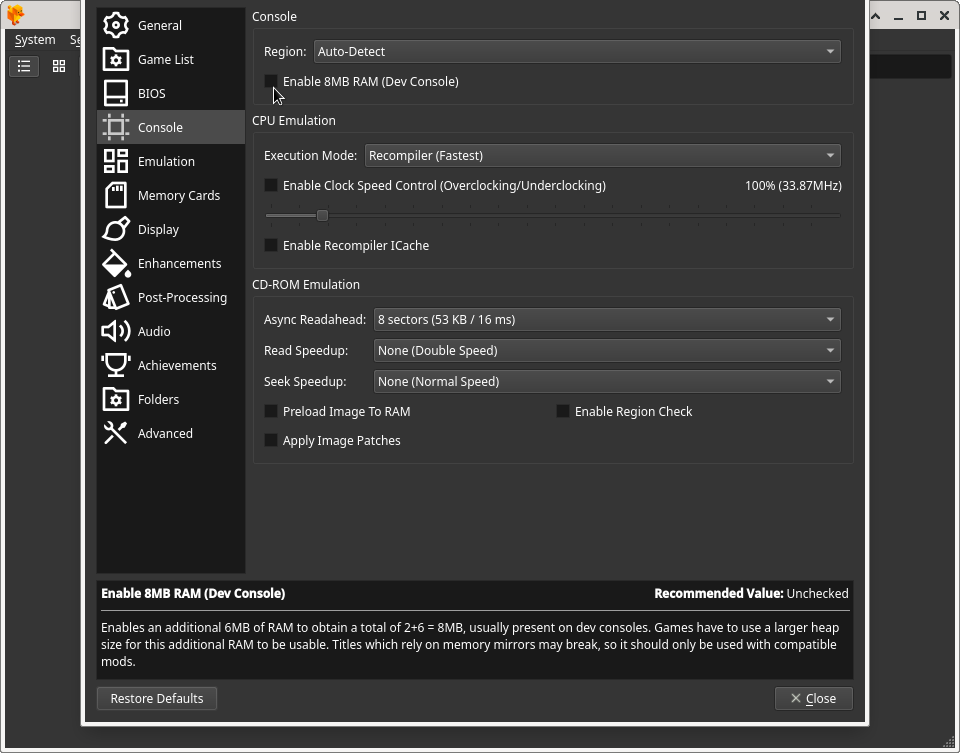 System
General
Game List
BIOS
Console
Emulation
Memory Cards
Display
Enhancements
Post-Processing
Audio
Achievements
Folders
Advanced
Console
Region: Auto-Detect
Enable 8MB RAM (Dev Console)
CPU Emulation
Execution Mode: Recompiler (Fastest)
Enable Clock Speed Control (Overclocking/Underclocking) 100% (33.87MHz)
Enable Recompiler ICache
CD-ROM Emulation
Async Readahead: 8 sectors (53 KB / 16 ms)
Read Speedup: None (Double Speed)
Seek Speedup: None (Normal Speed)
Preload Image To RAM Enable Region Check
Apply Image Patches
Enable 8MB RAM (Dev Console) Recommended Value: Unchecked
Enables an additional 6MB of RAM to obtain a total of 2+6 = 8MB, usually present on dev consoles. Games have to use a larger heap
size for this additional RAM to be usable. Titles which rely on memory mirrors may break, so it should only be used with compatible
mods.
Restore Defaults Close